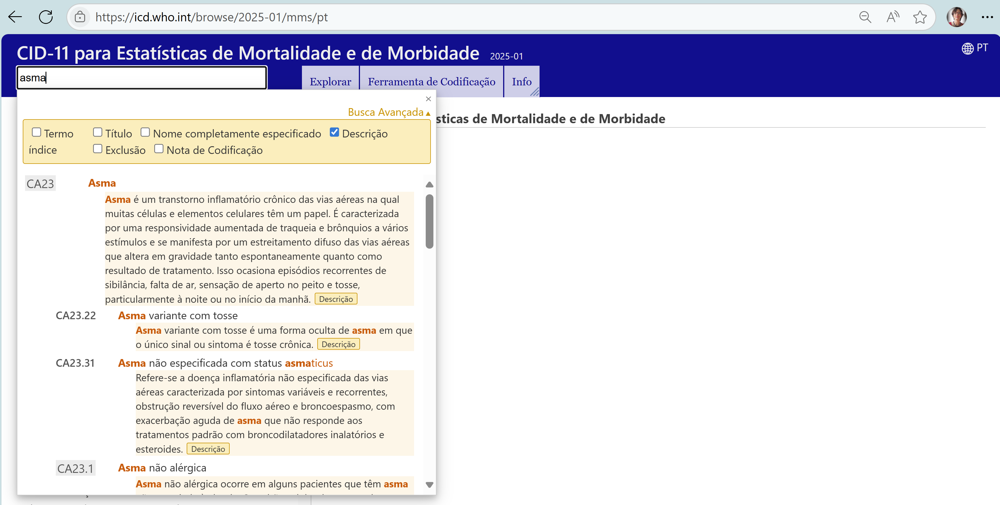 https://icd.who.int/browse/2025-01/mms/pt
CID-11 para Estatísticas de Mortalidade e de Morbidade 2025-01
PT
asma
Explorar Ferramenta de Codificação Info
×
Busca Avançada
sticas de Mortalidade e de Morbidade
Termo Título Nome completamente especificado Descrição
índice Exclusão Nota de Codificação
CA23 Asma
Asma é um transtorno inflamatório crônico das vias aéreas na qual
muitas células e elementos celulares têm um papel. É caracterizada
por uma responsividade aumentada de traqueia e brônquios a vários
estímulos e se manifesta por um estreitamento difuso das vias aéreas
que altera em gravidade tanto espontaneamente quanto como
resultado de tratamento. Isso ocasiona episódios recorrentes de
sibilância, falta de ar, sensação de aperto no peito e tosse,
particularmente à noite ou no início da manhã. Descrição
CA23.22 Asma variante com tosse
Asma variante com tosse é uma forma oculta de asma em que
o único sinal ou sintoma é tosse crônica. Descrição
CA23.31 Asma não especificada com status asmaticus
Refere-se a doença inflamatória não especificada das vias
aéreas caracterizada por sintomas variáveis e recorrentes,
obstrução reversível do fluxo aéreo e broncoespasmo, com
exacerbação aguda de asma que não responde aos
tratamentos padrão com broncodilatadores inalatórios e
esteroides. Descrição
CA23.1 Asma não alérgica
Asma não alérgica ocorre em alguns pacientes que têm asma